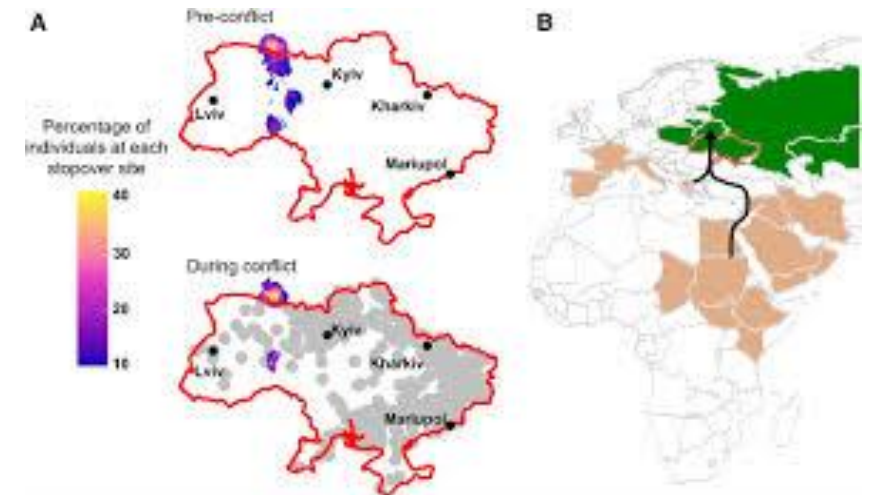 A
Pre-conflict
Kyiv
Lviv
Kharkiv
Mariupol
Percentage of
individuals at each
stopover site
40
30
20
10
During conflict
Kyiv
Lviv
Kharkiv
Mariupol
B